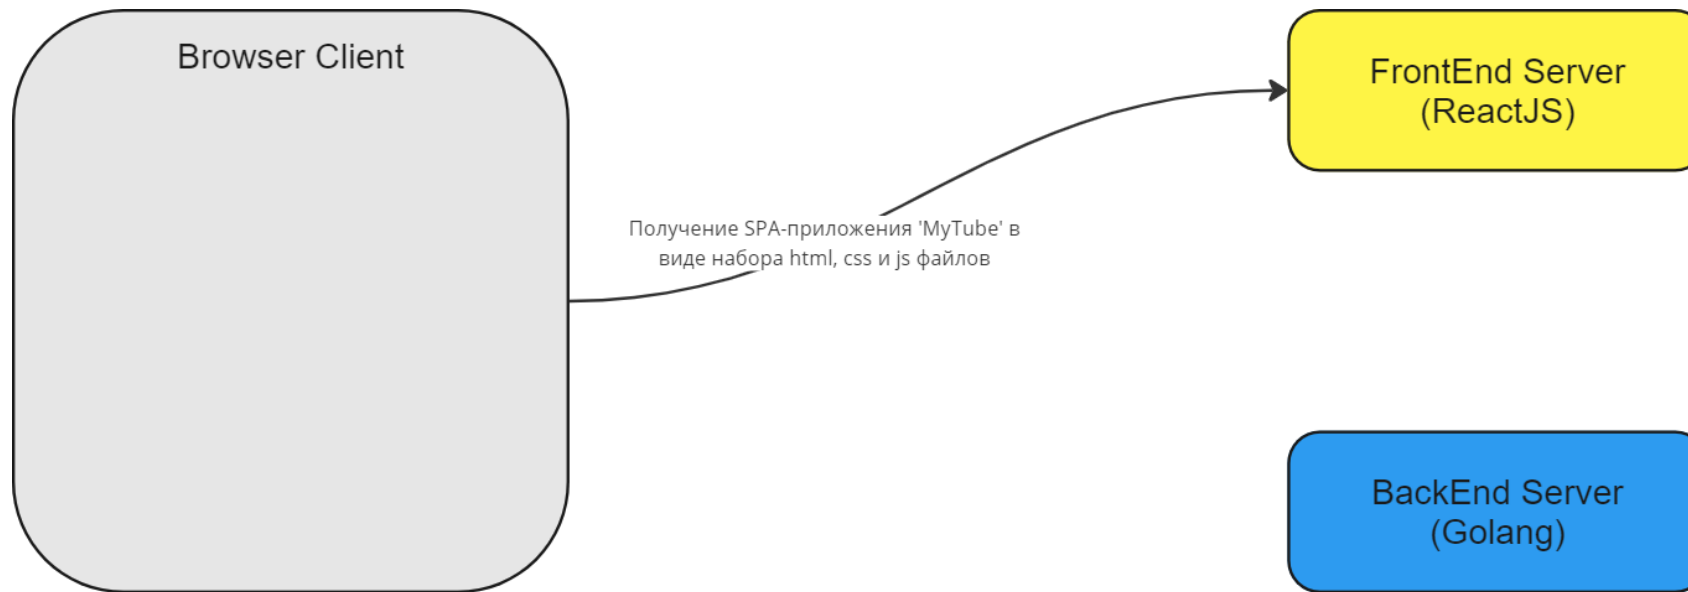 Browser Client
FrontEnd Server
(ReactJS)
Получение SPA-приложения 'MyTube' в
виде набора html, css и js файлов
BackEnd Server
(Golang)